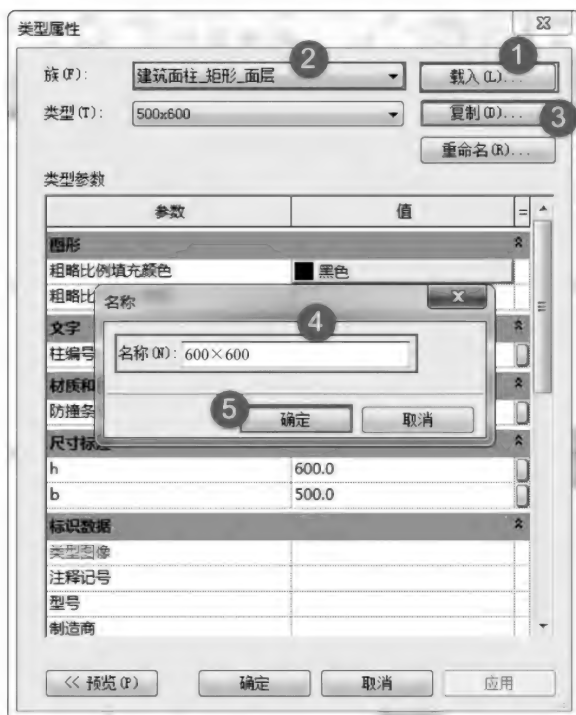 类型属性
族(F): 建筑面柱_矩形_面层 2 载入(L)... 1
类型(T): 500x600 复制(D)... 3
重命名(R)...
类型参数
参数 值 =
图形
粗略比例填充颜色 黑色
粗略比
名称
4
文字
柱编号
名称(N): 600×600
材质和
防撞条
5 确定 取消
尺寸标注
h 600.0
b 500.0
标识数据
类型图像
注释记号
型号
制造商
<< 预览(P) 确定 取消 应用